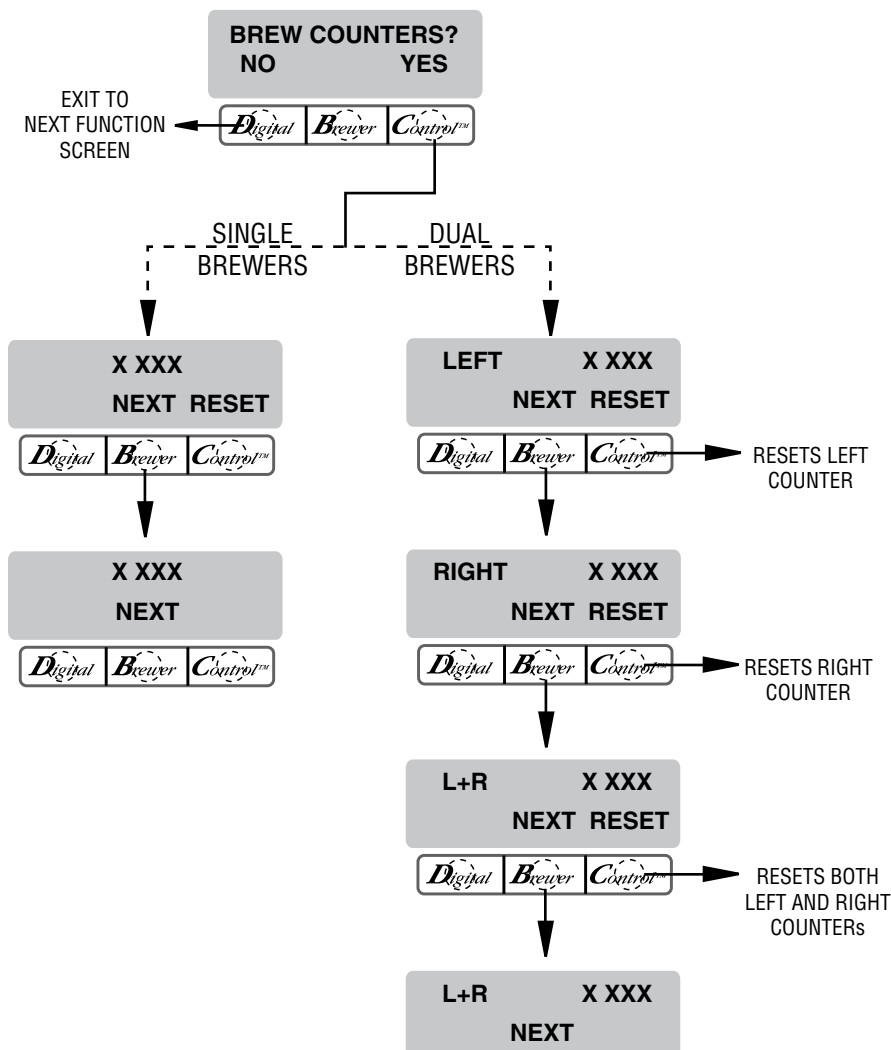 BREW COUNTERS?
NO YES
EXIT TO
NEXT FUNCTION
SCREEN
Digital Brewer Control™
SINGLE
BREWERS
DUAL
BREWERS
X XXX
NEXT RESET
Digital Brewer Control™
X XXX
NEXT
Digital Brewer Control™
LEFT X XXX
NEXT RESET
Digital Brewer Control™
RESETS LEFT
COUNTER
RIGHT X XXX
NEXT RESET
Digital Brewer Control™
RESETS RIGHT
COUNTER
L+R X XXX
NEXT RESET
Digital Brewer Control™
RESETS BOTH
LEFT AND RIGHT
COUNTERs
L+R X XXX
NEXT